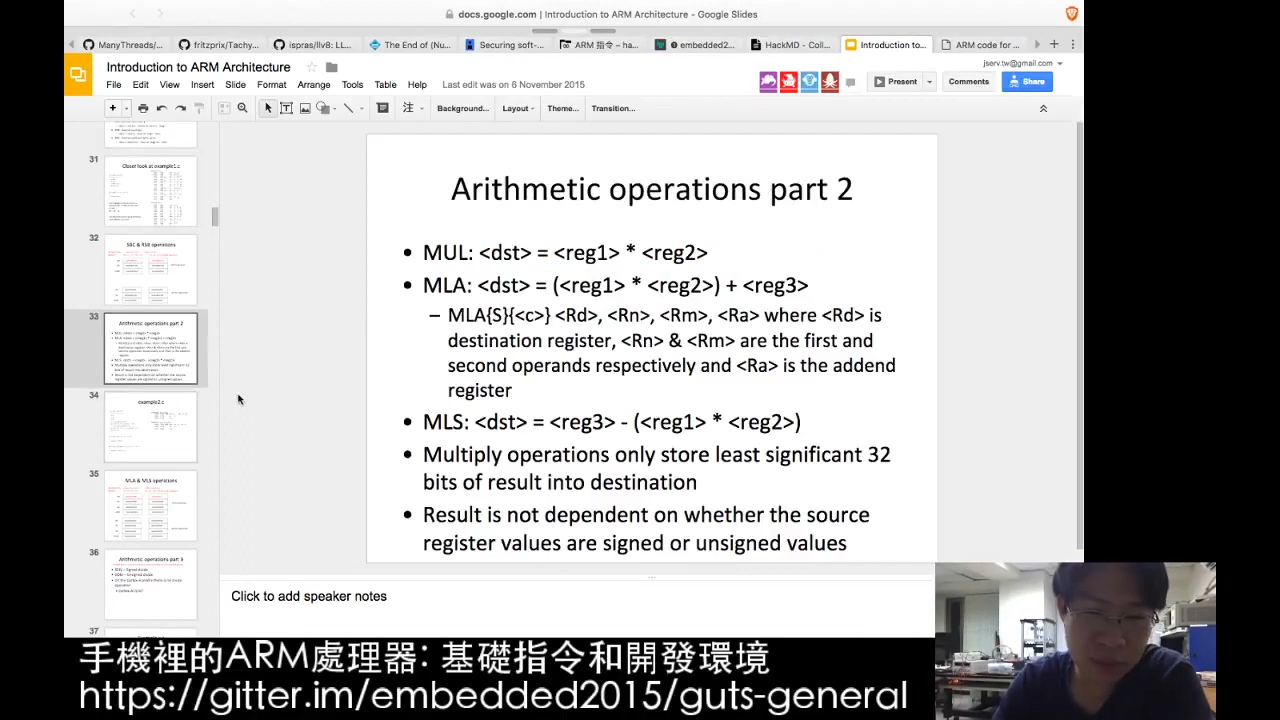 docs.google.com | Introduction to ARM Architecture - Google Slides
ManyThreads/... fritzprix/Tachy... ispras/llv8: LL... The End of (Nu... Securing soft-... ARM 指令 – ha... embedded2... HackMD - Coll... Introduction to... ARM code for
Introduction to ARM Architecture
jserv.tw@gmail.com
File Edit View Insert Slide Format Arrange Tools Table Help Last edit was on 6 November 2015
Present Comments Share
注 Background... Layout Theme... Transition...
31
Closer look at example1.c
32
SBC & RSB operations
33
Arithmetic operations part 2
34
example2.c
35
MLA & MLS operations
36
Arithmetic operations part 3
37
Arithmetic operations part 2
• MUL: <dst> = <reg1> * <reg2>
• MLA: <dst> = (<reg1> * <reg2>) + <reg3>
– MLA{S}{<c>} <Rd>, <Rn>, <Rm>, <Ra> where <Rd> is
destination register, <Rn> & <Rm> are the first and
second operands respectively and <Ra> is the addend
register
• MLS: <dst> = <reg3> - (<reg1> * <reg2>)
• Multiply operations only store least significant 32
bits of result into destination
• Result is not dependent on whether the source
register values are signed or unsigned values
Click to add speaker notes
手機裡的ARM處理器: 基礎指令和開發環境
https://gitter.im/embedded2015/guts-general